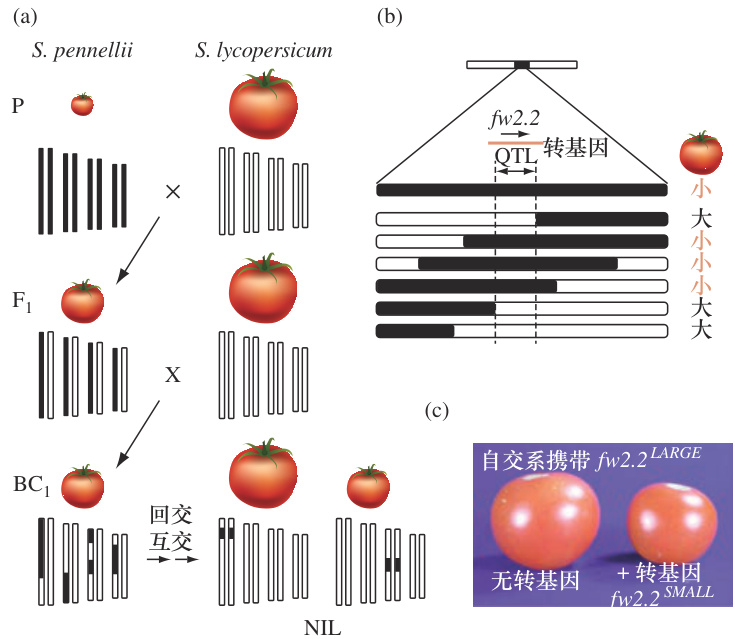 (a)
S. pennellii
S. lycopersicum
P
×
F1
X
BC1
回交
互交
NIL
(b)
fw2.2
转基因
QTL
小
大
小
小
小
大
大
(c)
自交系携带 fw2.2^LARGE
无转基因
+ 转基因
fw2.2^SMALL